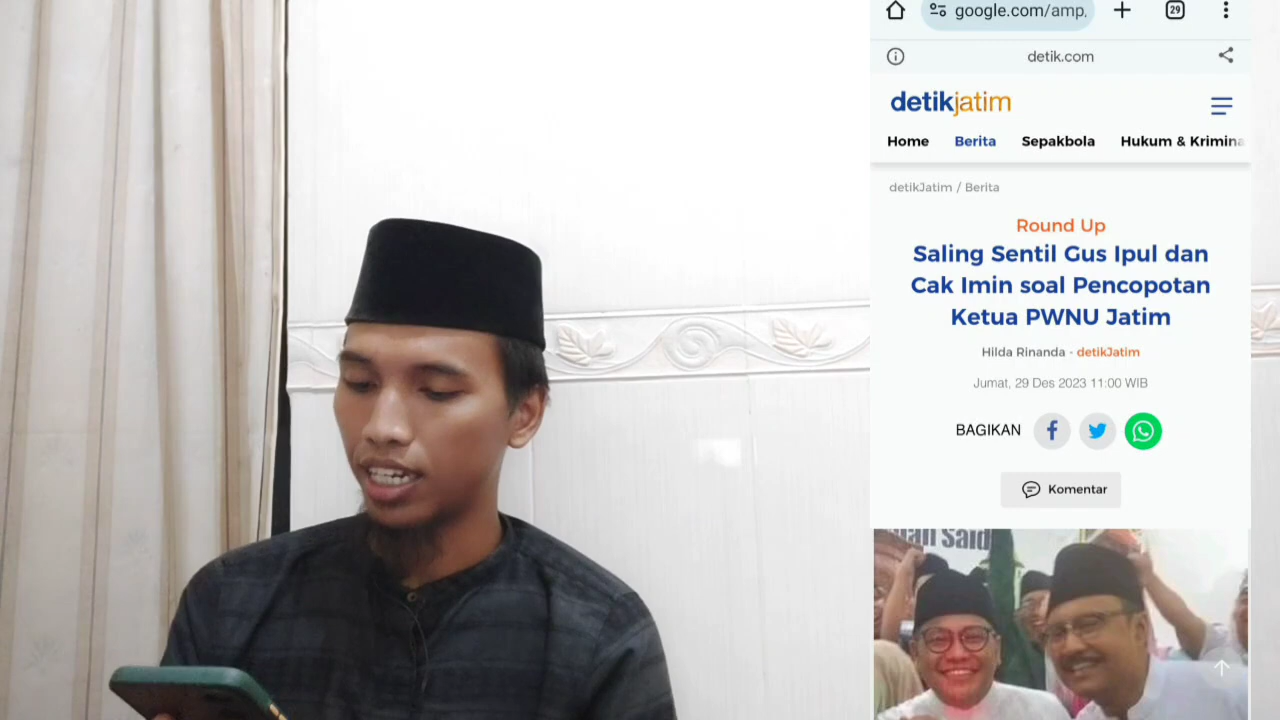 google.com/amp,
29
detik.com
detikjatim
Home Berita Sepakbola Hukum & Krimina
detikJatim / Berita
Round Up
Saling Sentil Gus Ipul dan
Cak Imin soal Pencopotan
Ketua PWNU Jatim
Hilda Rinanda - detikJatim
Jumat, 29 Des 2023 11:00 WIB
BAGIKAN
Komentar
Said